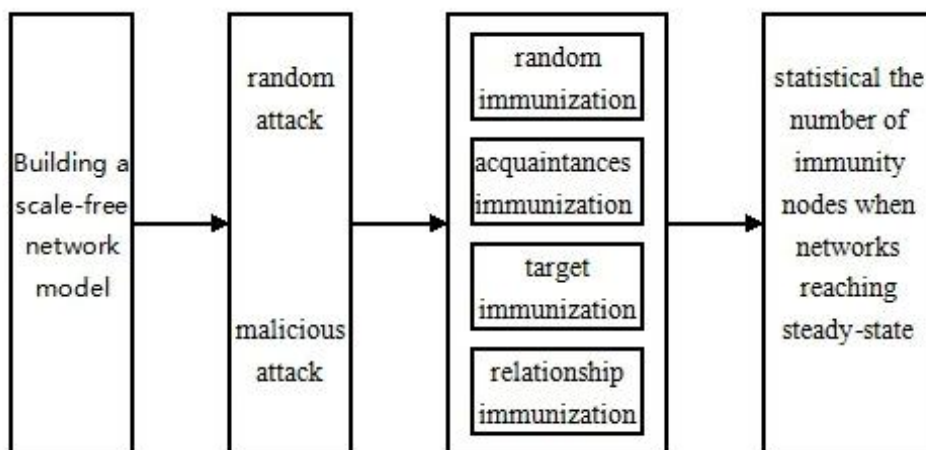 Building a
scale-free
network
model
random
attack
malicious
attack
random
immunization
acquaintances
immunization
target
immunization
relationship
immunization
statistical the
number of
immunity
nodes when
networks
reaching
steady-state